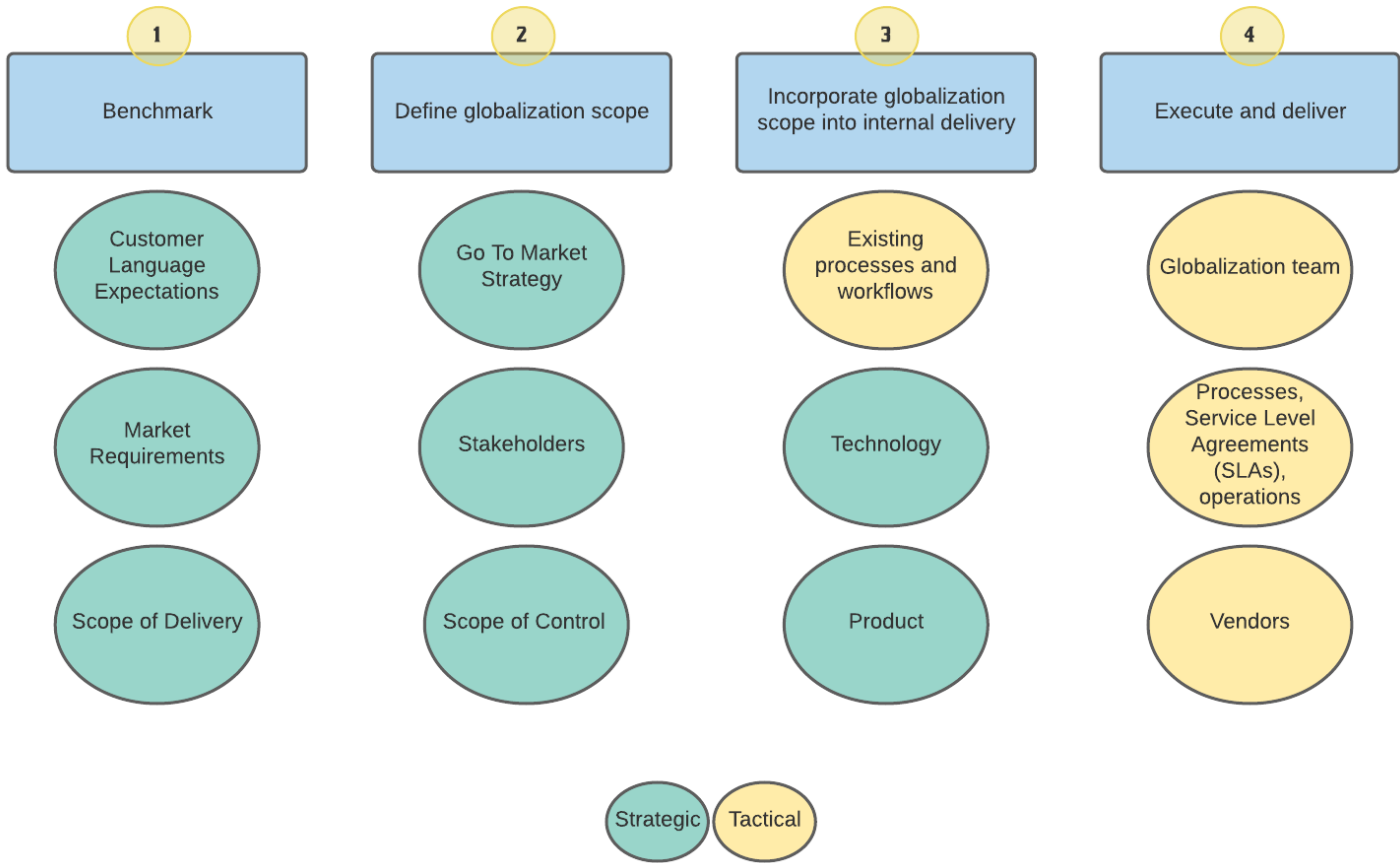 1
Benchmark
Customer
Language
Expectations
Market
Requirements
Scope of Delivery
2
Define globalization scope
Go To Market
Strategy
Stakeholders
Scope of Control
3
Incorporate globalization
scope into internal delivery
Existing
processes and
workflows
Technology
Product
4
Execute and deliver
Globalization team
Processes,
Service Level
Agreements
(SLAs),
operations
Vendors
Strategic
Tactical